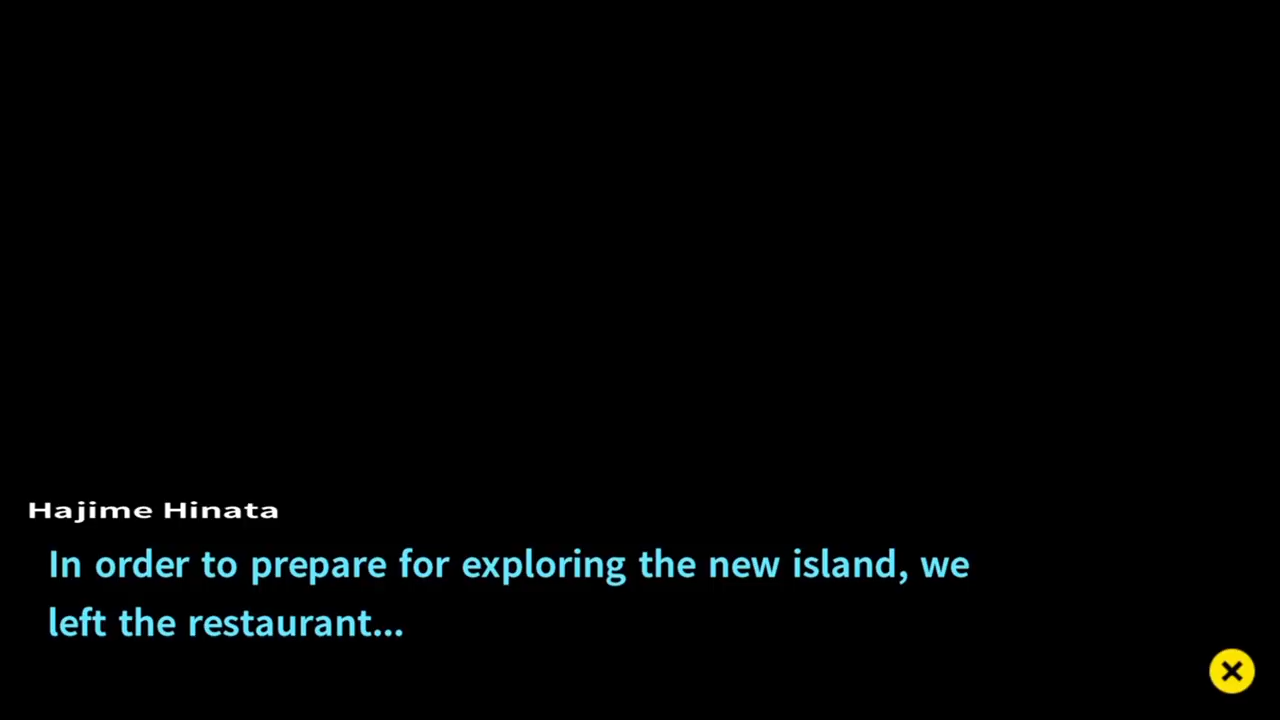 Hajime Hinata
In order to prepare for exploring the new island, we
left the restaurant...